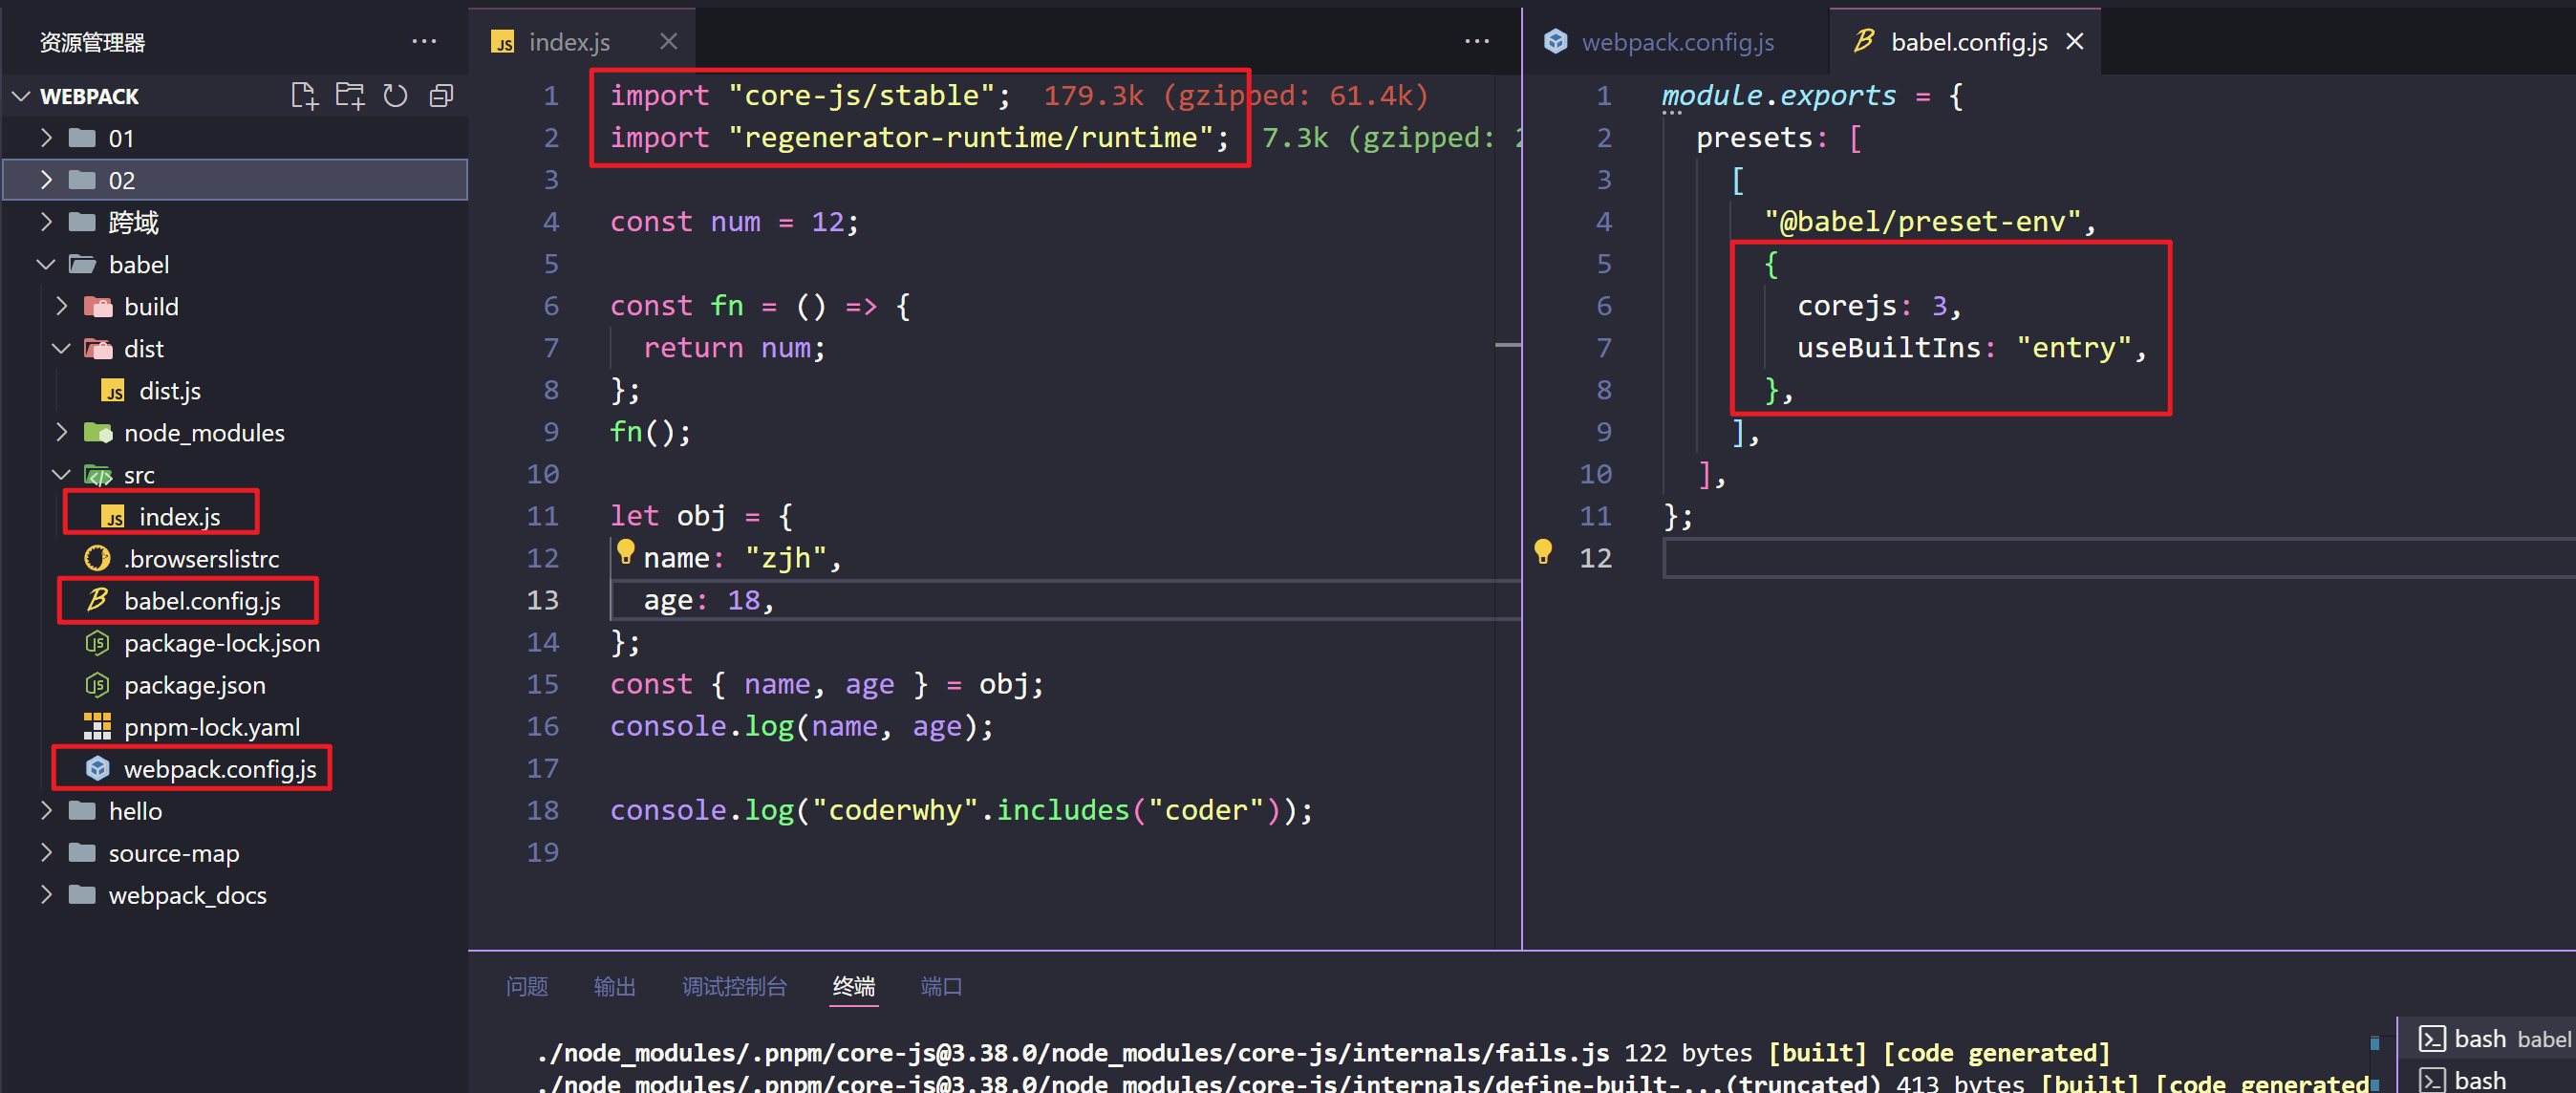 资源管理器
WEBPACK
01
02
跨域
babel
build
dist
dist.js
node_modules
src
index.js
.browserslistrc
babel.config.js
package-lock.json
package.json
pnpm-lock.yaml
webpack.config.js
hello
source-map
webpack_docs
index.js
1 import "core-js/stable"; 179.3k (gzipped: 61.4k)
2 import "regenerator-runtime/runtime"; 7.3k (gzipped:
3
4 const num = 12;
5
6 const fn = () => {
7 return num;
8 };
9 fn();
10
11 let obj = {
12 name: "zjh",
13 age: 18,
14 };
15 const { name, age } = obj;
16 console.log(name, age);
17
18 console.log("coderwhy".includes("coder"));
19
webpack.config.js babel.config.js
1 module.exports = {
2 presets: [
3 [
4 "@babel/preset-env",
5 {
6 corejs: 3,
7 useBuiltIns: "entry",
8 },
9 ],
10 ],
11 };
12
问题 输出 调试控制台 终端 端口
./node_modules/.pnpm/core-js@3.38.0/node_modules/core-js/internals/fails.js 122 bytes [built] [code generated]
./node_modules/.pnpm/core-js@3.38.0/node_modules/core-js/internals/define-built-...(truncated) 413 bytes [built] [code generated
bash babel
bash